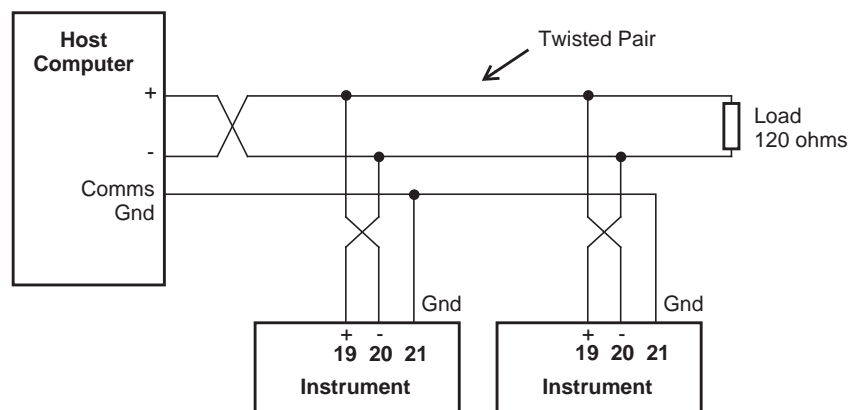 Host
Computer
Twisted Pair
+
-
Load
120 ohms
Comms
Gnd
Gnd
Gnd
+ -
+ -
19 20 21
19 20 21
Instrument
Instrument